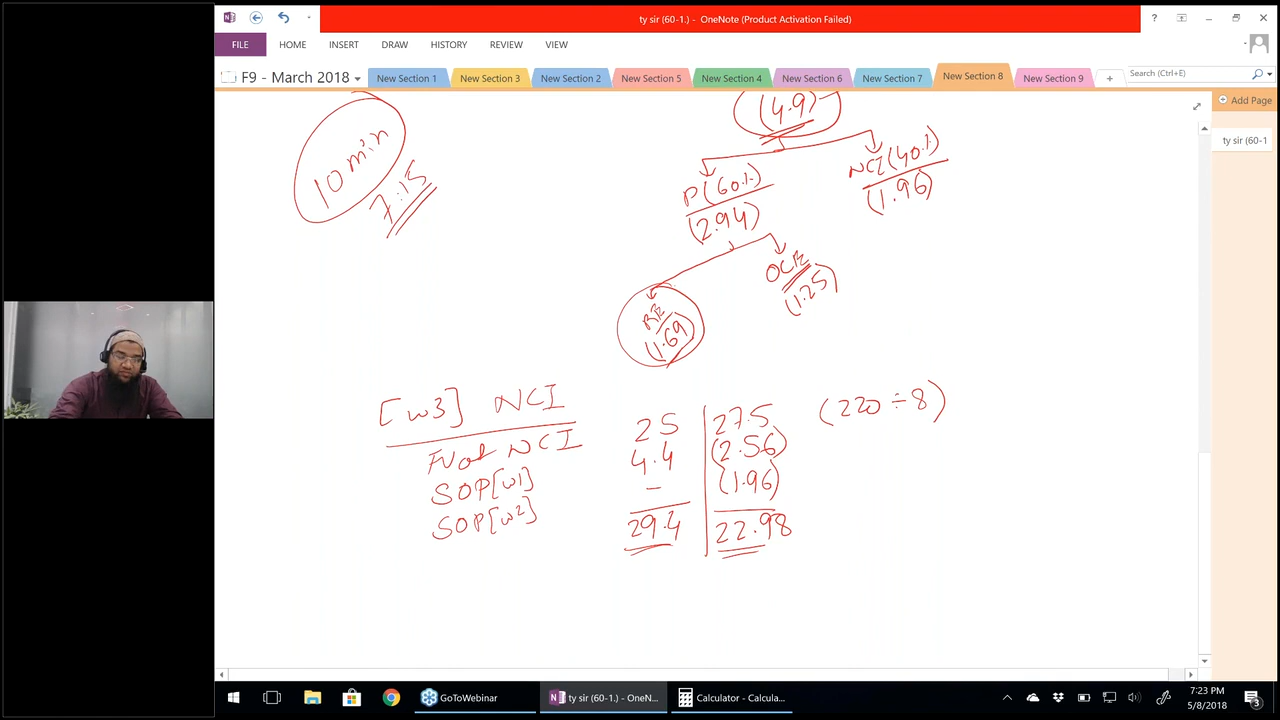 ty sir (60-1.) - OneNote (Product Activation Failed)
FILE HOME INSERT DRAW HISTORY REVIEW VIEW
F9 - March 2018 New Section 1 New Section 3 New Section 2 New Section 5 New Section 4 New Section 6 New Section 7 New Section 8 New Section 9 Search (Ctrl+E)
Add Page
ty sir (60-1
10 min
7:15
(4.9)
P(60%)
(2.94)
NCI(40%)
(1.96)
RE
(1.69)
OCE
(1.25)
[w3] NCI
FV of NCI 25 27.5 (220 ÷ 8)
SOP[w1] 4.4 (2.56)
SOP[w2] – (1.96)
29.4 22.98
GoToWebinar ty sir (60-1.) - OneN... Calculator - Calcula... 7:23 PM
5/8/2018
3